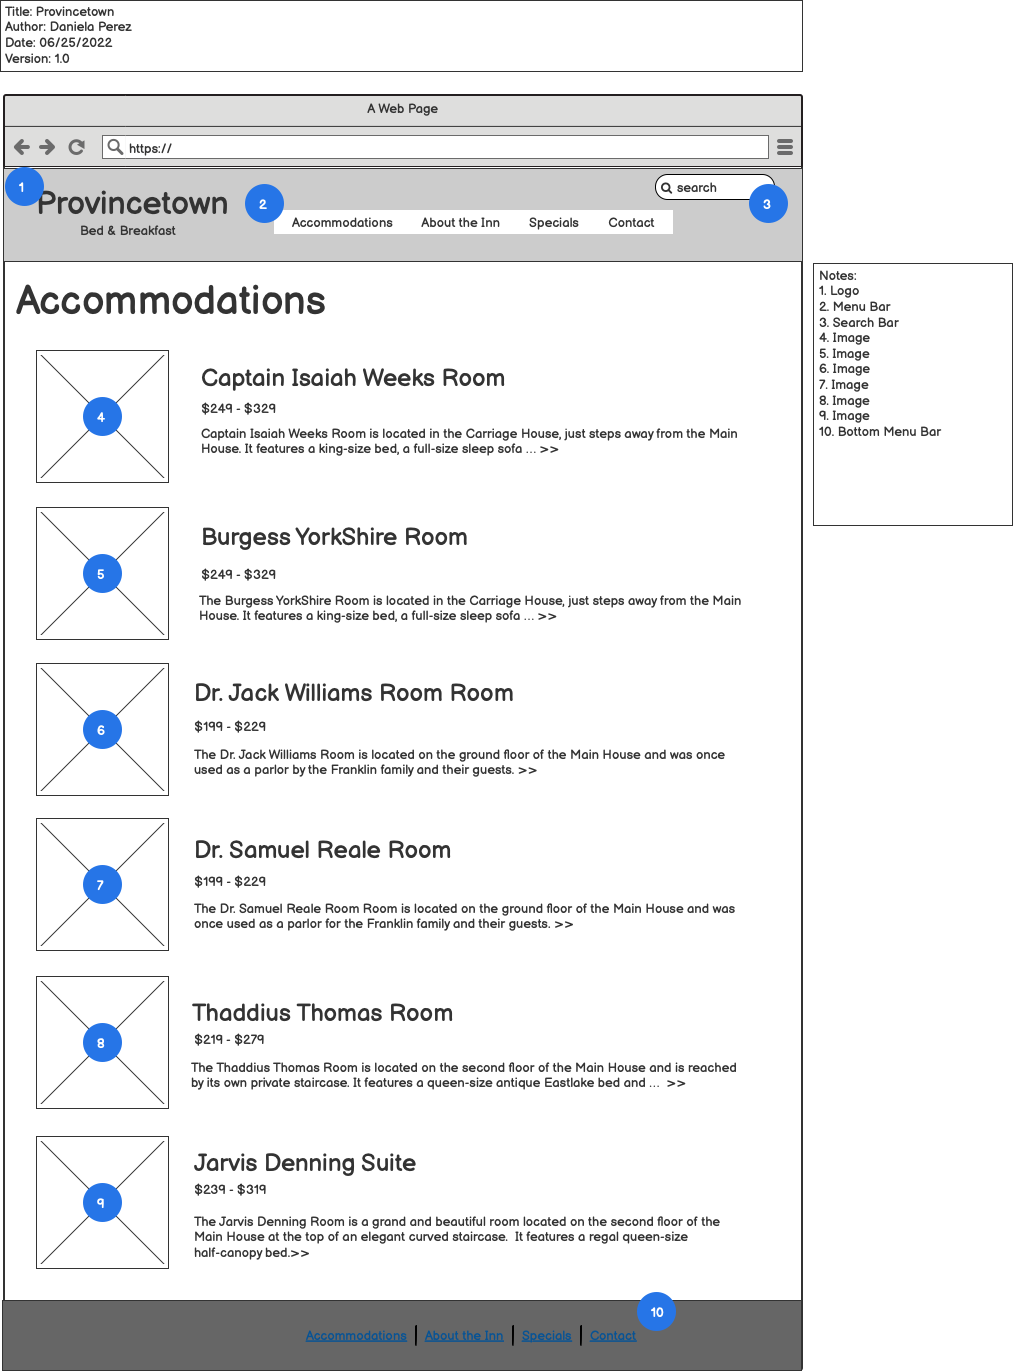 Title: Provincetown
Author: Daniela Perez
Date: 06/25/2022
Version: 1.0
A Web Page
https://
1
Provincetown
Bed & Breakfast
2
search
3
Accommodations About the Inn Specials Contact
Accommodations
4
Captain Isaiah Weeks Room
$249 - $329
Captain Isaiah Weeks Room is located in the Carriage House, just steps away from the Main
House. It features a king-size bed, a full-size sleep sofa ... >>
5
Burgess YorkShire Room
$249 - $329
The Burgess YorkShire Room is located in the Carriage House, just steps away from the Main
House. It features a king-size bed, a full-size sleep sofa ... >>
6
Dr. Jack Williams Room Room
$199 - $229
The Dr. Jack Williams Room is located on the ground floor of the Main House and was once
used as a parlor by the Franklin family and their guests. >>
7
Dr. Samuel Reale Room
$199 - $229
The Dr. Samuel Reale Room Room is located on the ground floor of the Main House and was
once used as a parlor for the Franklin family and their guests. >>
8
Thaddius Thomas Room
$219 - $279
The Thaddius Thomas Room is located on the second floor of the Main House and is reached
by its own private staircase. It features a queen-size antique Eastlake bed and ...  >>
9
Jarvis Denning Suite
$239 - $319
The Jarvis Denning Room is a grand and beautiful room located on the second floor of the
Main House at the top of an elegant curved staircase.  It features a regal queen-size
half-canopy bed.>>
10
Accommodations | About the Inn | Specials | Contact
Notes:
1. Logo
2. Menu Bar
3. Search Bar
4. Image
5. Image
6. Image
7. Image
8. Image
9. Image
10. Bottom Menu Bar